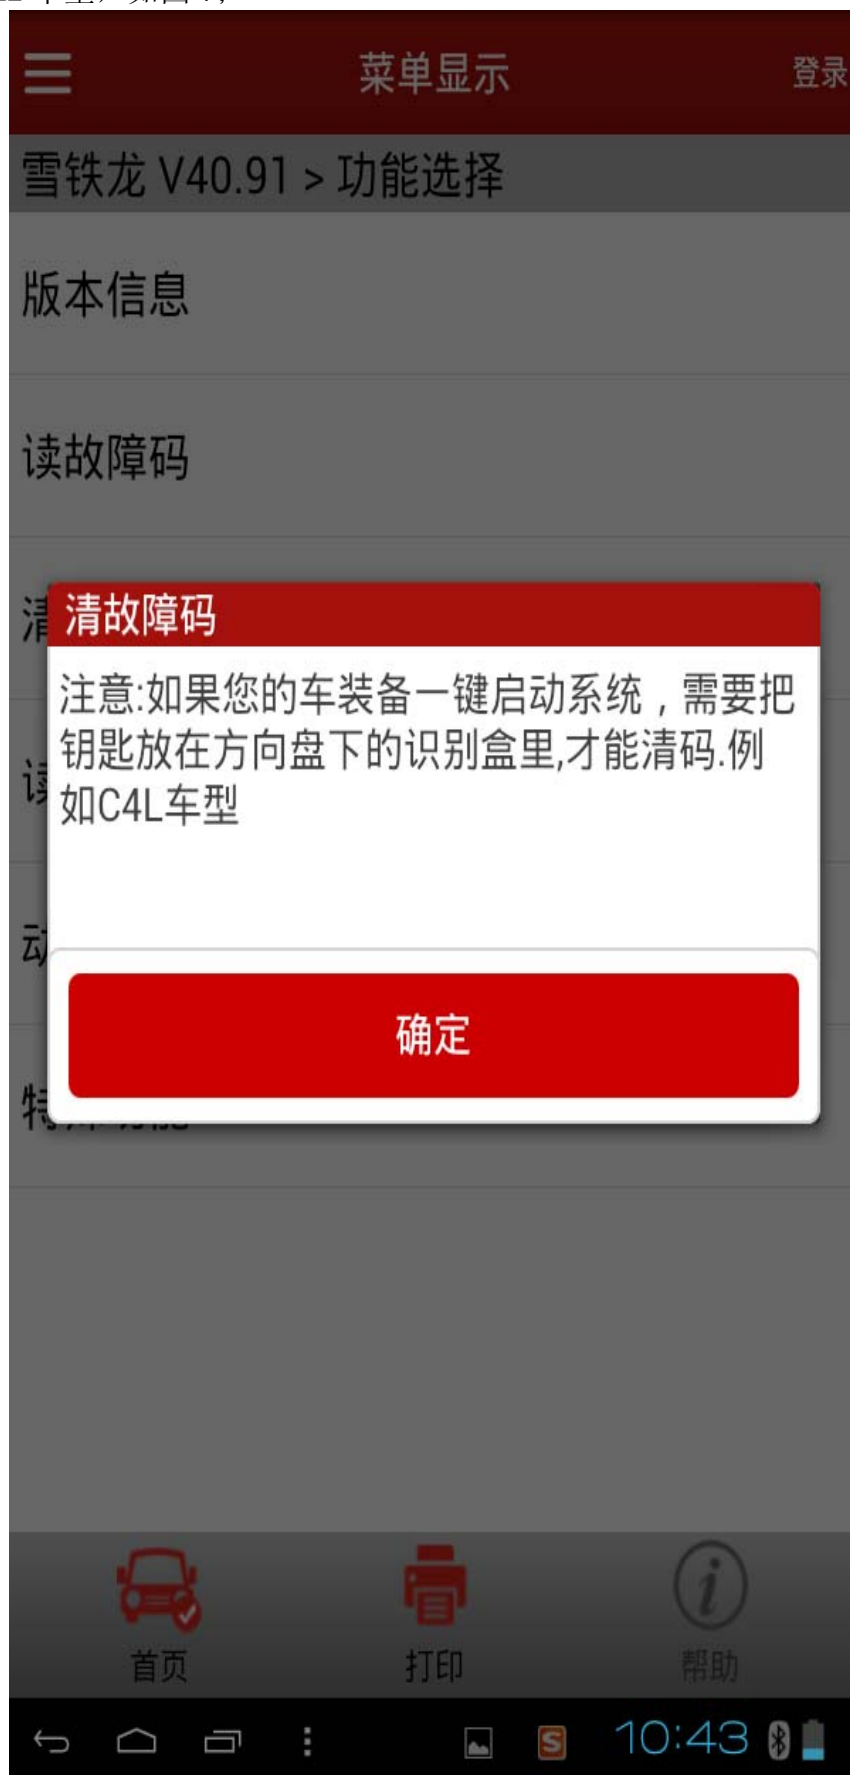 菜单显示
登录
雪铁龙 V40.91 > 功能选择
版本信息
读故障码
清故障码
注意:如果您的车装备一键启动系统，需要把
钥匙放在方向盘下的识别盒里,才能清码.例
如C4L车型
确定
首页
打印
帮助
10:43